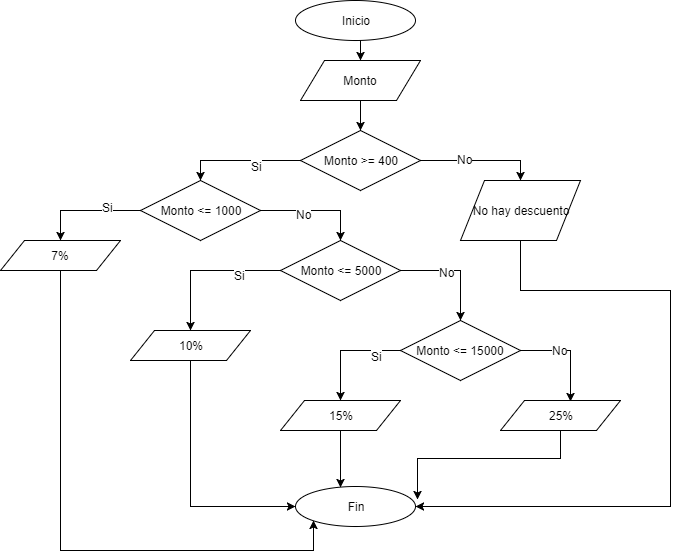 Inicio
Monto
Monto >= 400
Si
No
Monto <= 1000
No hay descuento
Si
No
7%
Monto <= 5000
Si
No
10%
Monto <= 15000
Si
No
15%
25%
Fin